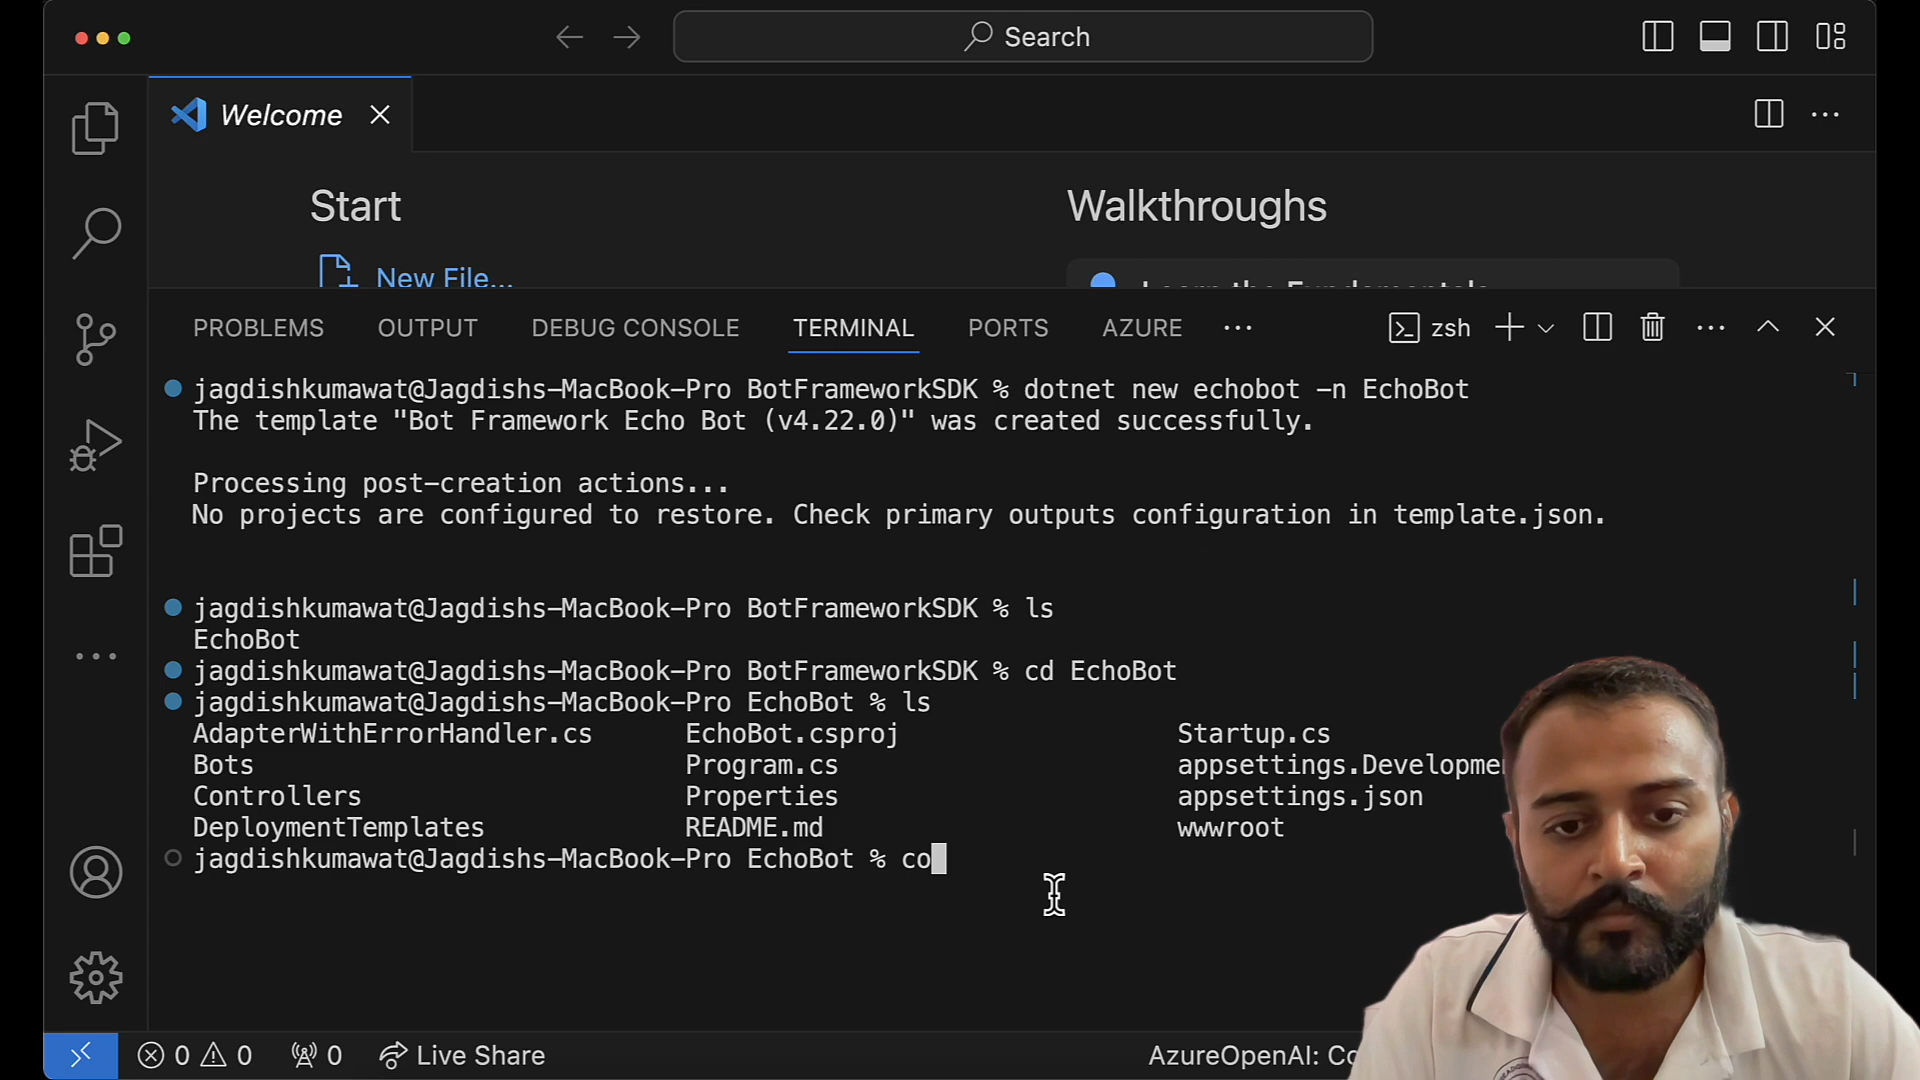 Search
Welcome
Start
Walkthroughs
New File...
Learn the Fundamentals
PROBLEMS OUTPUT DEBUG CONSOLE TERMINAL PORTS AZURE ... zsh
jagdishkumawat@Jagdishs-MacBook-Pro BotFrameworkSDK % dotnet new echobot -n EchoBot
The template "Bot Framework Echo Bot (v4.22.0)" was created successfully.
Processing post-creation actions...
No projects are configured to restore. Check primary outputs configuration in template.json.
jagdishkumawat@Jagdishs-MacBook-Pro BotFrameworkSDK % ls
EchoBot
jagdishkumawat@Jagdishs-MacBook-Pro BotFrameworkSDK % cd EchoBot
jagdishkumawat@Jagdishs-MacBook-Pro EchoBot % ls
AdapterWithErrorHandler.cs EchoBot.csproj Startup.cs
Bots Program.cs appsettings.Developme
Controllers Properties appsettings.json
DeploymentTemplates README.md wwwroot
jagdishkumawat@Jagdishs-MacBook-Pro EchoBot % co
0 0 0 Live Share AzureOpenAI: Co